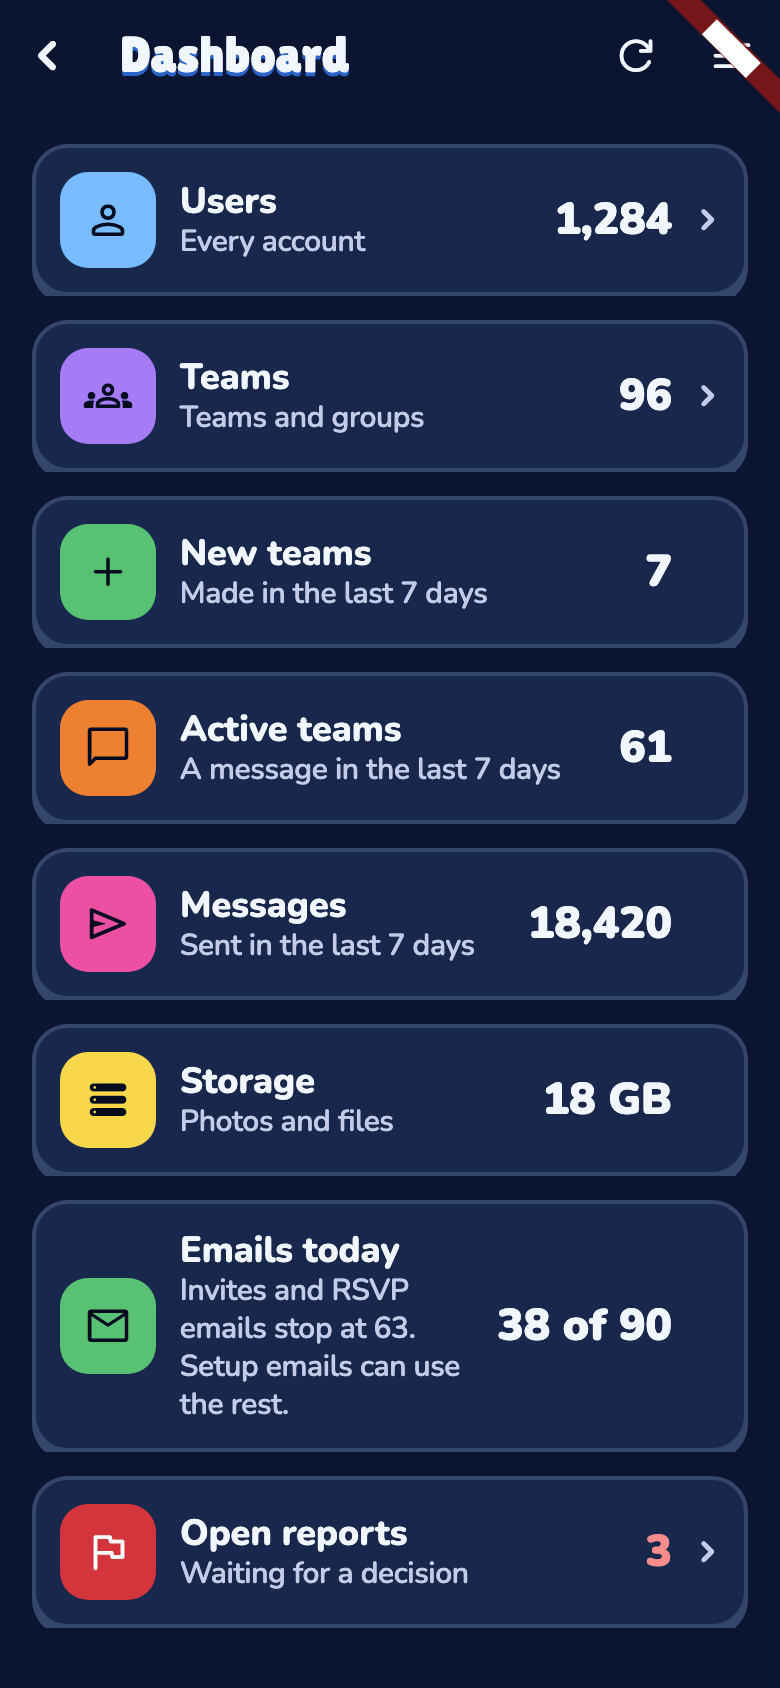 Dashboard
Users
Every account
1,284
Teams
Teams and groups
96
New teams
Made in the last 7 days
7
Active teams
A message in the last 7 days
61
Messages
Sent in the last 7 days
18,420
Storage
Photos and files
18 GB
Emails today
Invites and RSVP
emails stop at 63.
Setup emails can use
the rest.
38 of 90
Open reports
Waiting for a decision
3